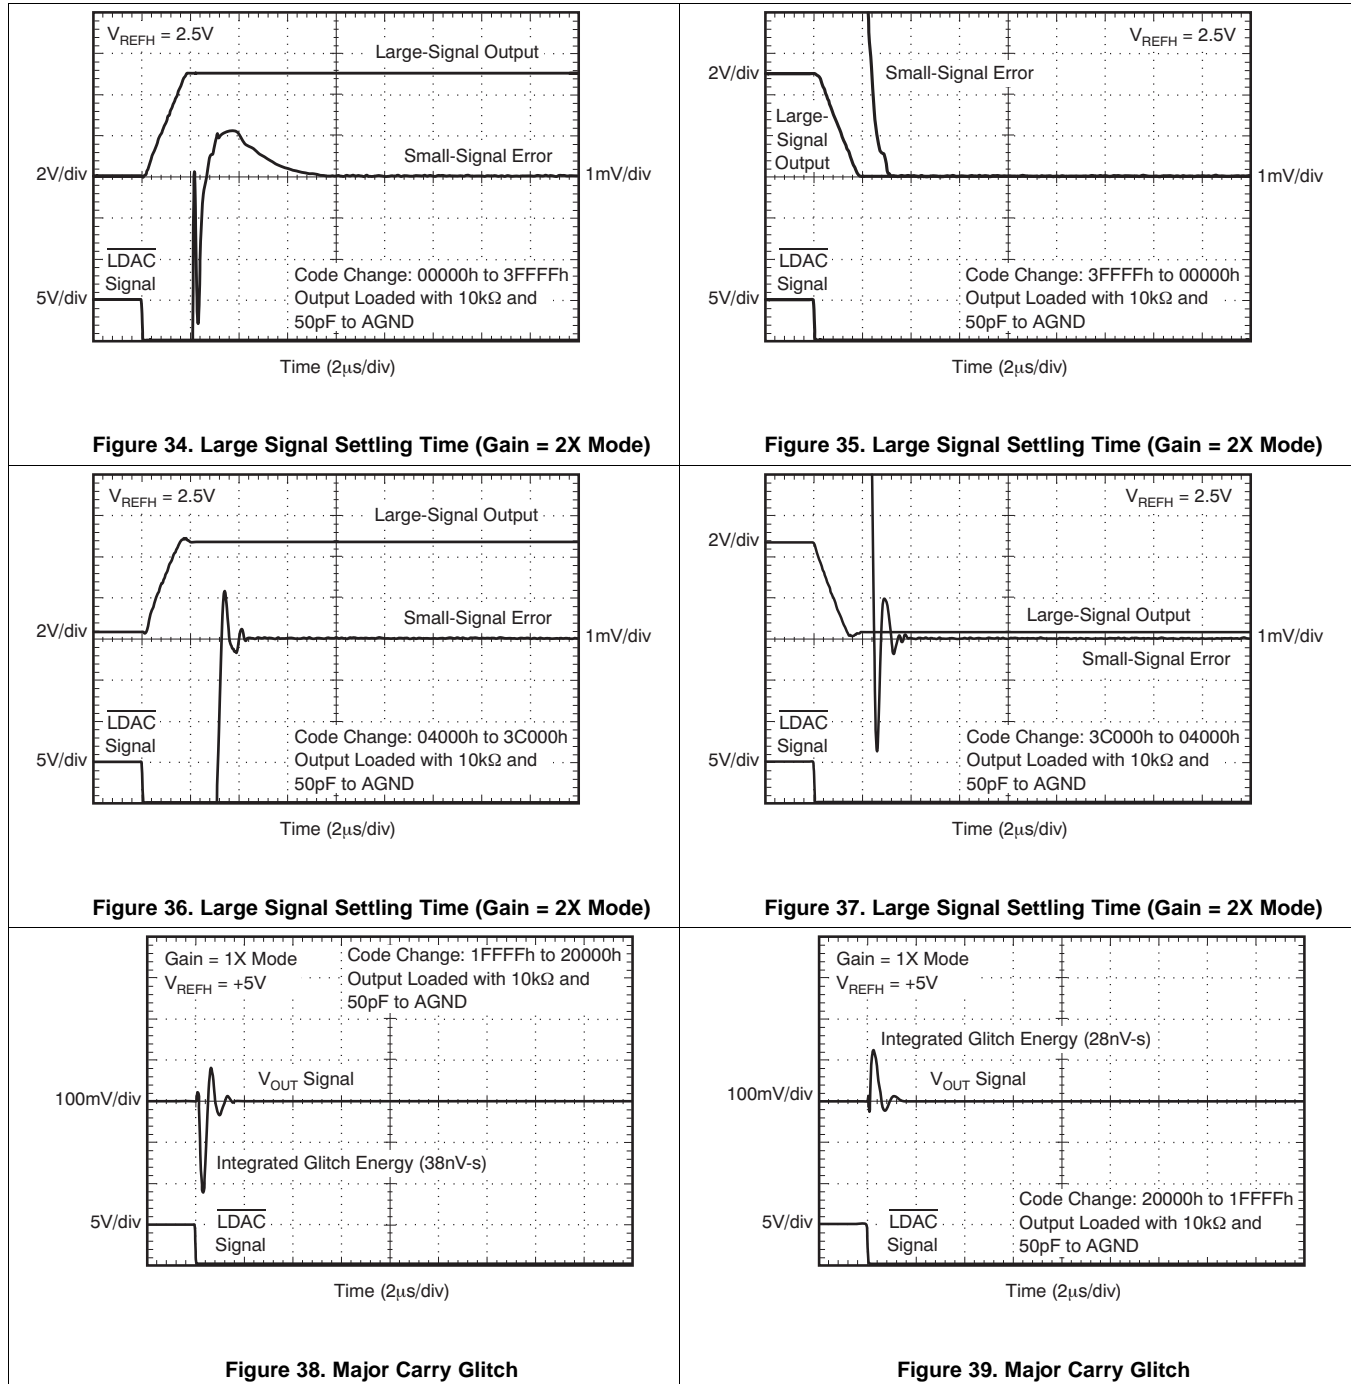 V_REFH = 2.5V
Large-Signal Output
Small-Signal Error
2V/div
1mV/div
LDAC
Signal
5V/div
Code Change: 00000h to 3FFFFh
Output Loaded with 10kΩ and
50pF to AGND
Time (2μs/div)
Figure 34. Large Signal Settling Time (Gain = 2X Mode)
V_REFH = 2.5V
2V/div
Small-Signal Error
Large-
Signal
Output
1mV/div
LDAC
Signal
5V/div
Code Change: 3FFFFh to 00000h
Output Loaded with 10kΩ and
50pF to AGND
Time (2μs/div)
Figure 35. Large Signal Settling Time (Gain = 2X Mode)
V_REFH = 2.5V
Large-Signal Output
Small-Signal Error
2V/div
1mV/div
LDAC
Signal
5V/div
Code Change: 04000h to 3C000h
Output Loaded with 10kΩ and
50pF to AGND
Time (2μs/div)
Figure 36. Large Signal Settling Time (Gain = 2X Mode)
V_REFH = 2.5V
2V/div
Large-Signal Output
1mV/div
Small-Signal Error
LDAC
Signal
5V/div
Code Change: 3C000h to 04000h
Output Loaded with 10kΩ and
50pF to AGND
Time (2μs/div)
Figure 37. Large Signal Settling Time (Gain = 2X Mode)
Gain = 1X Mode
V_REFH = +5V
Code Change: 1FFFFh to 20000h
Output Loaded with 10kΩ and
50pF to AGND
V_OUT Signal
100mV/div
Integrated Glitch Energy (38nV-s)
5V/div
LDAC
Signal
Time (2μs/div)
Figure 38. Major Carry Glitch
Gain = 1X Mode
V_REFH = +5V
Integrated Glitch Energy (28nV-s)
V_OUT Signal
100mV/div
Code Change: 20000h to 1FFFFh
Output Loaded with 10kΩ and
50pF to AGND
5V/div
LDAC
Signal
Time (2μs/div)
Figure 39. Major Carry Glitch